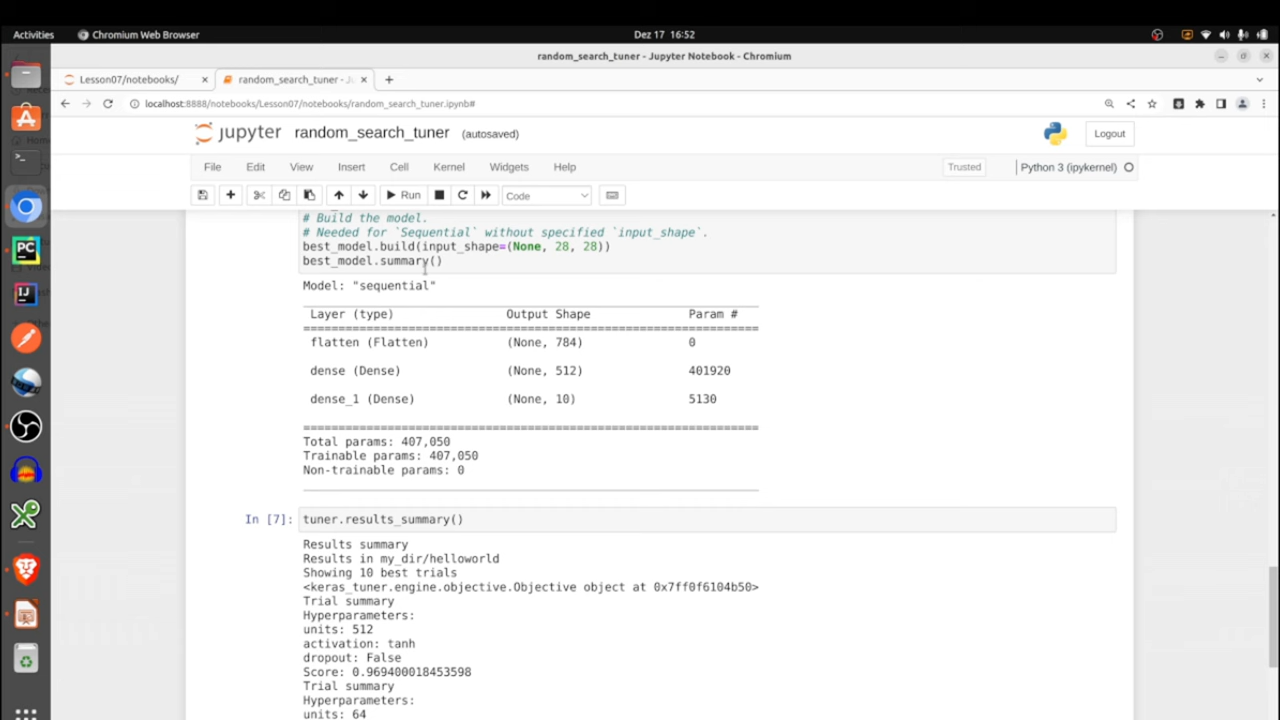 Activities
Chromium Web Browser
Dez 17 16:52
random_search_tuner - Jupyter Notebook - Chromium
Lesson07/notebooks/
random_search_tuner - Ju
localhost:8888/notebooks/Lesson07/notebooks/random_search_tuner.ipynb#
jupyter random_search_tuner (autosaved)
Logout
File Edit View Insert Cell Kernel Widgets Help
Trusted
Python 3 (ipykernel)
Run
Code
# Build the model.
# Needed for `Sequential` without specified `input_shape`.
best_model.build(input_shape=(None, 28, 28))
best_model.summary()
Model: "sequential"
Layer (type) Output Shape Param #
=================================================================
flatten (Flatten) (None, 784) 0
dense (Dense) (None, 512) 401920
dense_1 (Dense) (None, 10) 5130
=================================================================
Total params: 407,050
Trainable params: 407,050
Non-trainable params: 0
In [7]: tuner.results_summary()
Results summary
Results in my_dir/helloworld
Showing 10 best trials
<keras_tuner.engine.objective.Objective object at 0x7ff0f6104b50>
Trial summary
Hyperparameters:
units: 512
activation: tanh
dropout: False
Score: 0.969400018453598
Trial summary
Hyperparameters:
units: 64